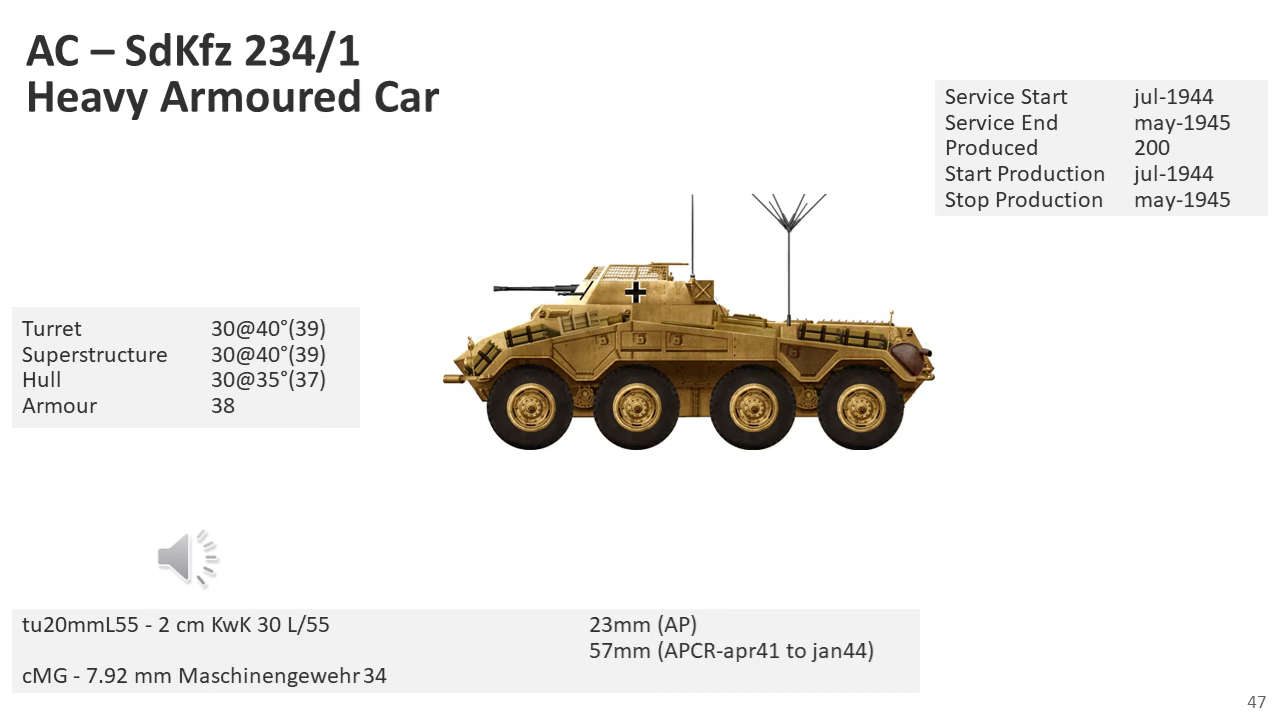 AC – SdKfz 234/1
Heavy Armoured Car
Service Start jul-1944
Service End may-1945
Produced 200
Start Production jul-1944
Stop Production may-1945
Turret 30@40°(39)
Superstructure 30@40°(39)
Hull 30@35°(37)
Armour 38
tu20mmL55 - 2 cm KwK 30 L/55 23mm (AP)
57mm (APCR-apr41 to jan44)
cMG - 7.92 mm Maschinengewehr 34
47